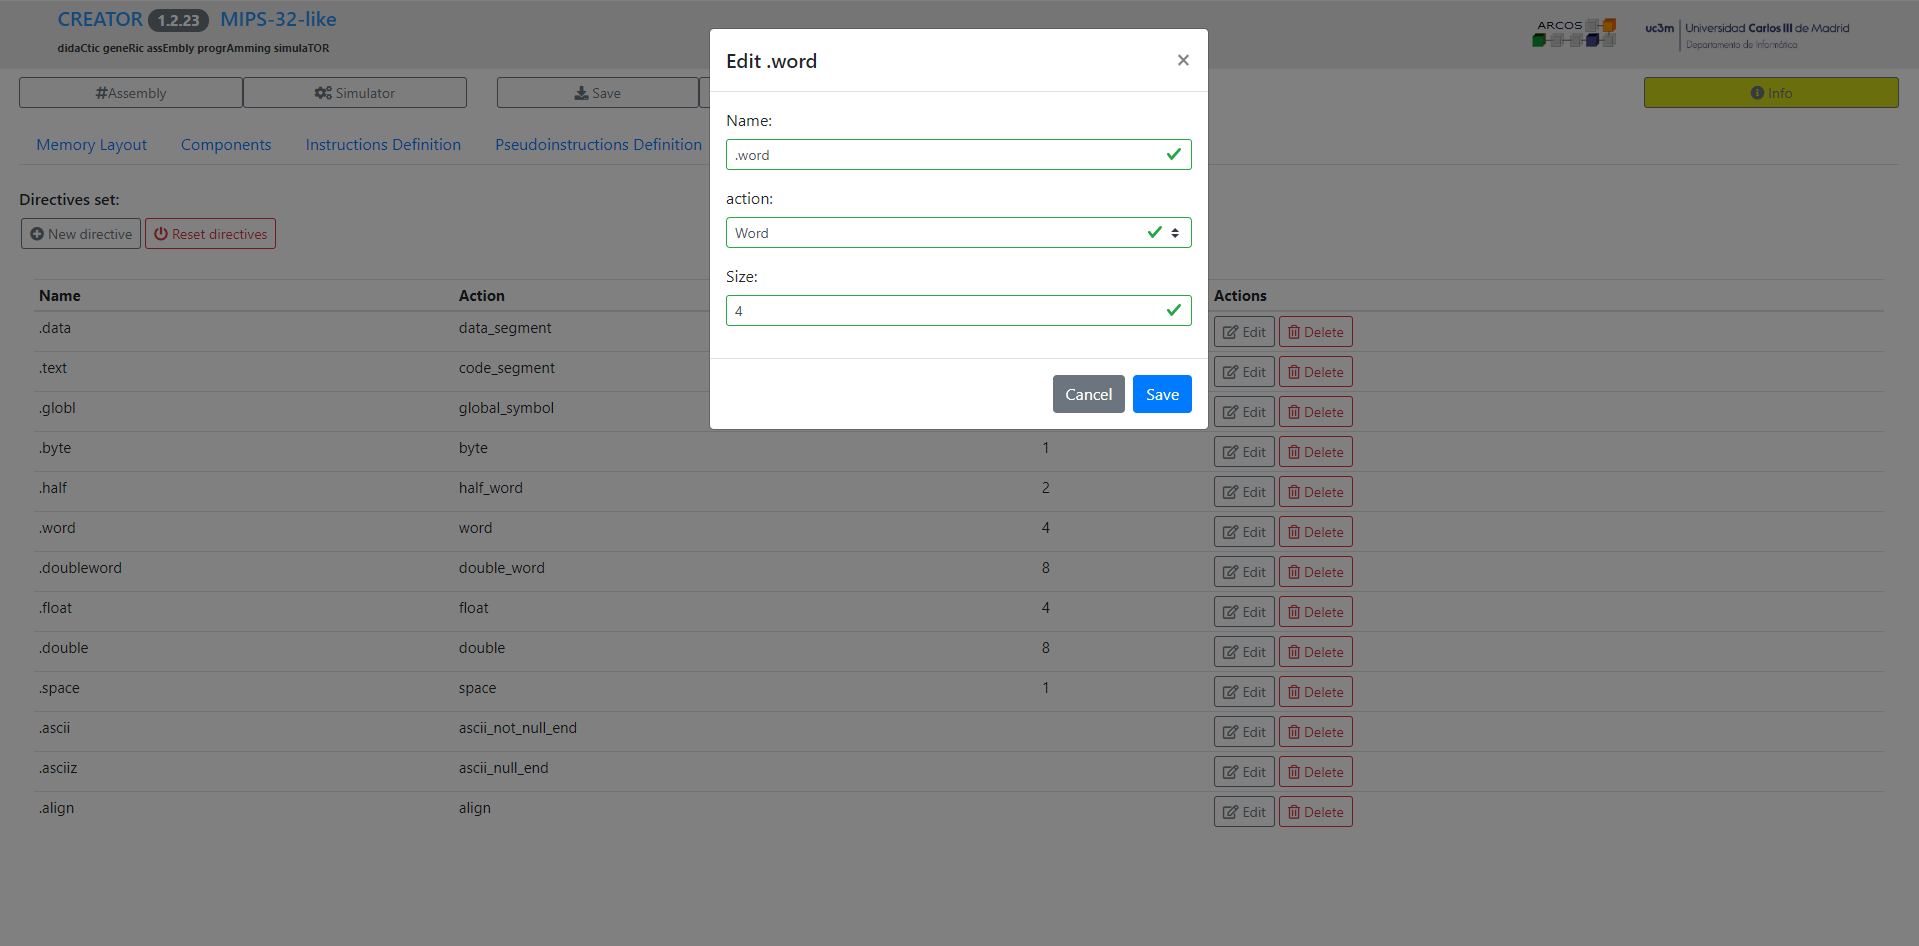 CREATOR 1.2.23 MIPS-32-like
didaCtic geneRic assEmbly progrAmming simulaTOR
ARCOS
uc3m Universidad Carlos III de Madrid
Departamento de Informática
#Assembly Simulator Save Info
Memory Layout Components Instructions Definition Pseudoinstructions Definition
Directives set:
New directive Reset directives
Edit .word ×
Name:
.word
action:
Word
Size:
4
Cancel Save
Name Action Actions
.data data_segment Edit Delete
.text code_segment Edit Delete
.globl global_symbol Edit Delete
.byte byte 1 Edit Delete
.half half_word 2 Edit Delete
.word word 4 Edit Delete
.doubleword double_word 8 Edit Delete
.float float 4 Edit Delete
.double double 8 Edit Delete
.space space 1 Edit Delete
.ascii ascii_not_null_end Edit Delete
.asciiz ascii_null_end Edit Delete
.align align Edit Delete